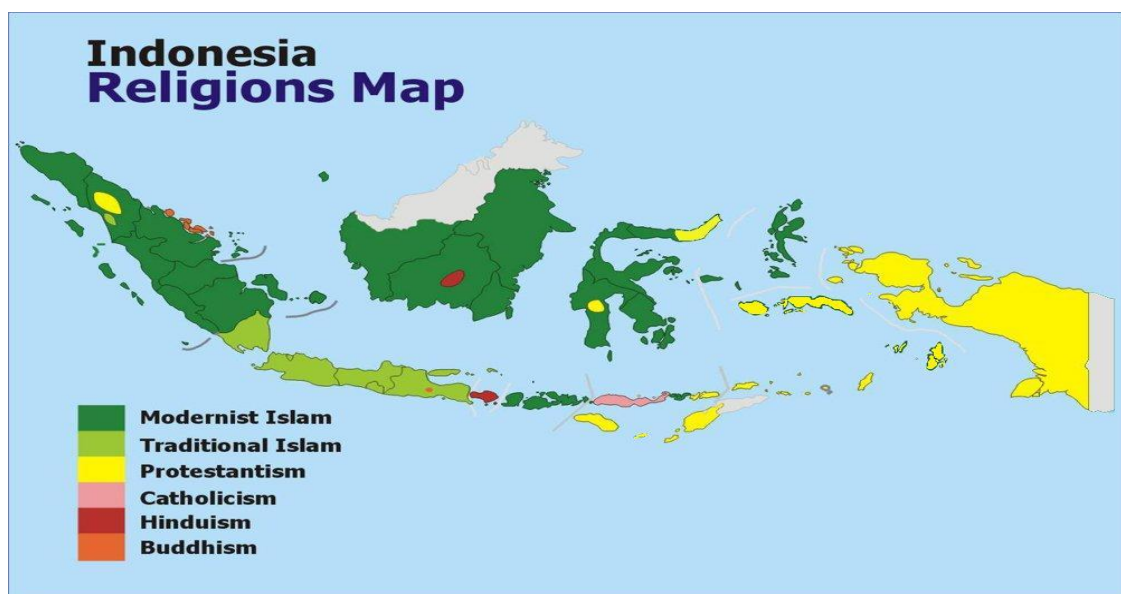 Indonesia
Religions Map
Modernist Islam
Traditional Islam
Protestantism
Catholicism
Hinduism
Buddhism